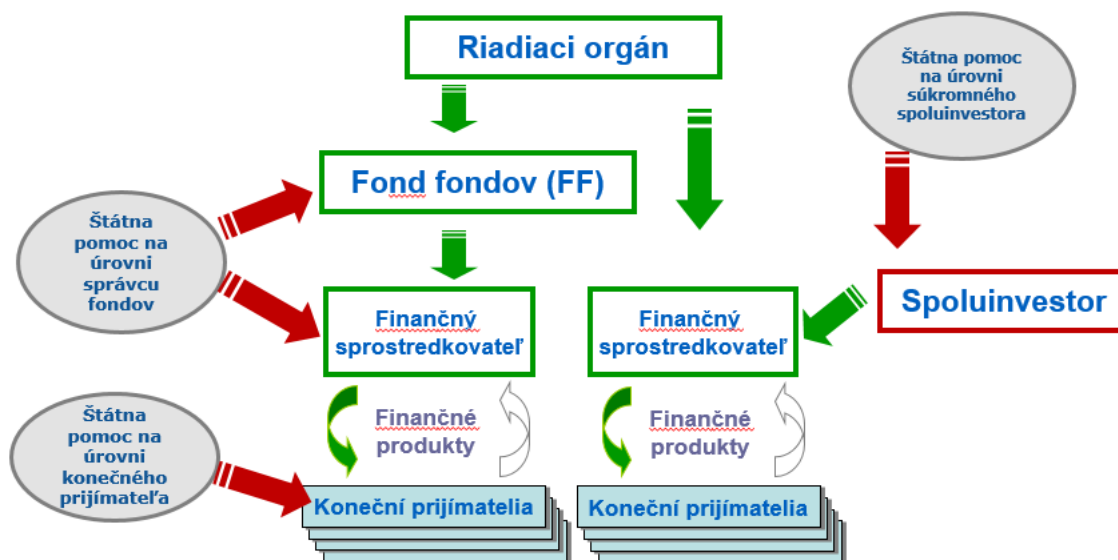 Riadiaci orgán
Štátna pomoc
na úrovni
súkromného
spoluinvestora
Fond fondov (FF)
Štátna
pomoc na
úrovni
správcu
fondov
Finančný
sprostredkovateľ
Finančný
sprostredkovateľ
Spoluinvestor
Štátna
pomoc na
úrovni
konečného
prijímateľa
Finančné
produkty
Finančné
produkty
Koneční prijímatelia
Koneční prijímatelia